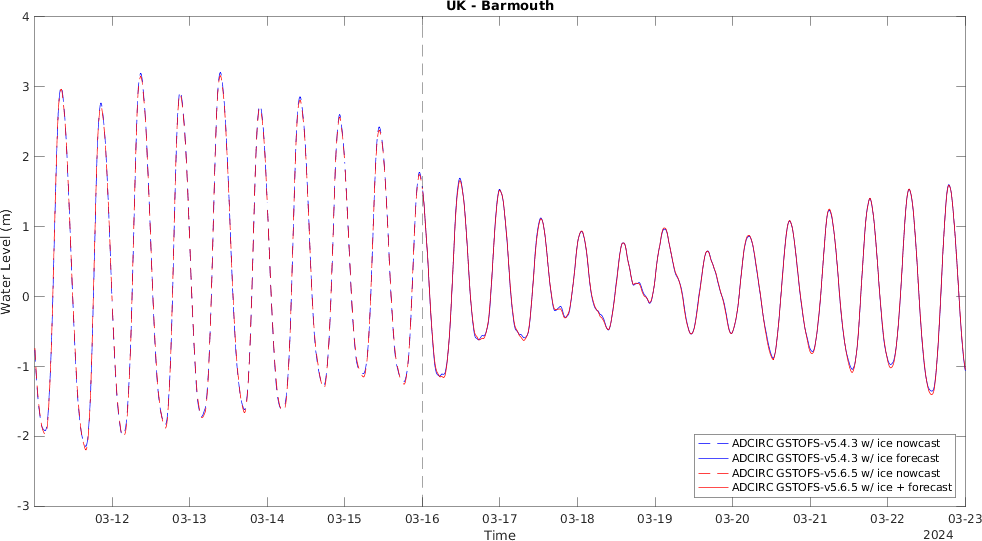 UK - Barmouth
4
3
2
1
0
-1
-2
-3
Water Level (m)
ADCIRC GSTOFS-v5.4.3 w/ ice nowcast
ADCIRC GSTOFS-v5.4.3 w/ ice forecast
ADCIRC GSTOFS-v5.6.5 w/ ice nowcast
ADCIRC GSTOFS-v5.6.5 w/ ice + forecast
03-12 03-13 03-14 03-15 03-16 03-17 03-18 03-19 03-20 03-21 03-22 03-23
Time
2024